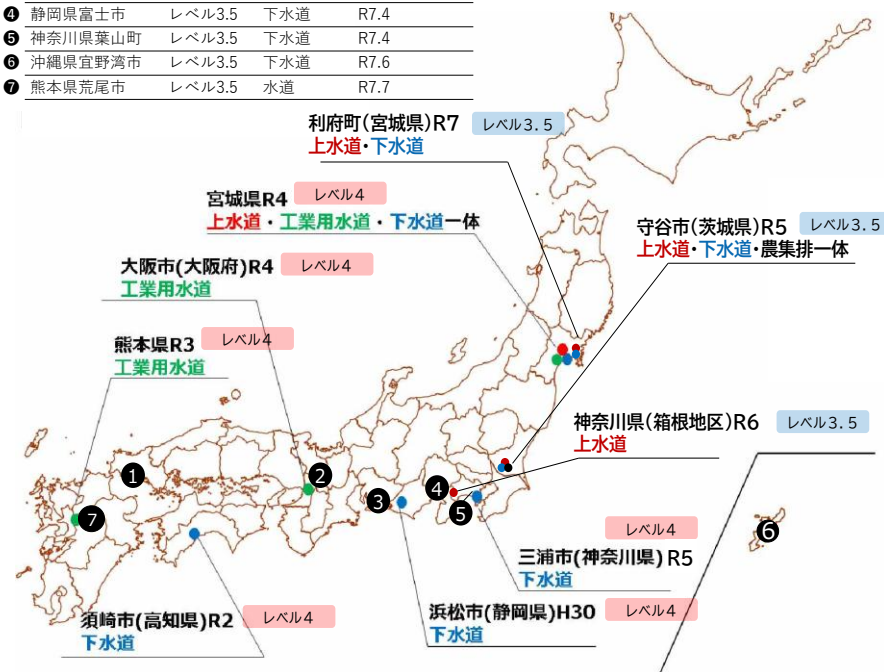 ❹ 静岡県富士市 レベル3.5 下水道 R7.4
❺ 神奈川県葉山町 レベル3.5 下水道 R7.4
❻ 沖縄県宜野湾市 レベル3.5 下水道 R7.6
❼ 熊本県荒尾市 レベル3.5 水道 R7.7
利府町(宮城県)R7 レベル3.5
上水道・下水道
宮城県R4 レベル4
上水道・工業用水道・下水道一体
守谷市(茨城県)R5 レベル3.5
上水道・下水道・農集排一体
大阪市(大阪府)R4 レベル4
工業用水道
熊本県R3 レベル4
工業用水道
神奈川県(箱根地区)R6 レベル3.5
上水道
❶
❷
❸
❹
❺
❻
❼
レベル4
三浦市(神奈川県)R5
下水道
浜松市(静岡県)H30 レベル4
下水道
須崎市(高知県)R2 レベル4
下水道